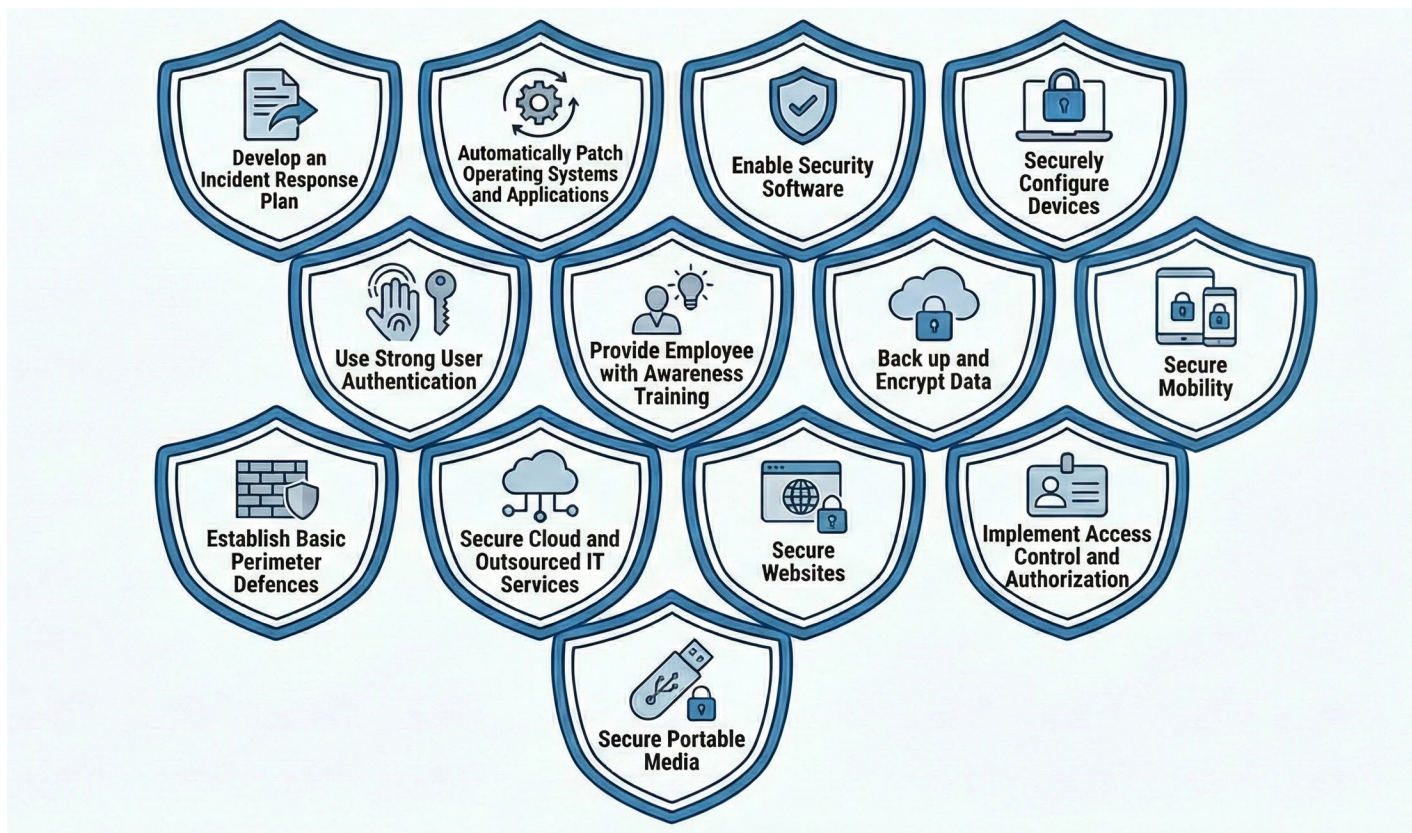 Develop an
Incident Response
Plan
Automatically Patch
Operating Systems
and Applications
Enable Security
Software
Securely
Configure
Devices
Use Strong User
Authentication
Provide Employee
with Awareness
Training
Back up and
Encrypt Data
Secure
Mobility
Establish Basic
Perimeter
Defences
Secure Cloud and
Outsourced IT
Services
Secure
Websites
Implement Access
Control and
Authorization
Secure Portable
Media